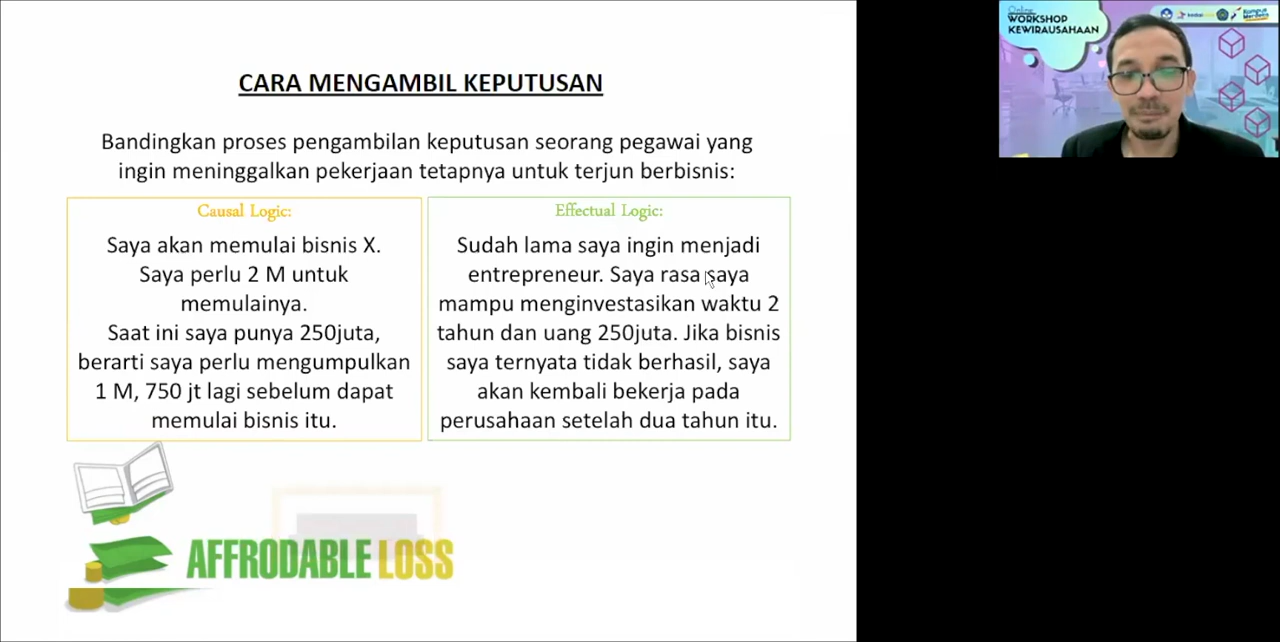 CARA MENGAMBIL KEPUTUSAN
Bandingkan proses pengambilan keputusan seorang pegawai yang
ingin meninggalkan pekerjaan tetapnya untuk terjun berbisnis:
Causal Logic:
Saya akan memulai bisnis X.
Saya perlu 2 M untuk
memulainya.
Saat ini saya punya 250juta,
berarti saya perlu mengumpulkan
1 M, 750 jt lagi sebelum dapat
memulai bisnis itu.
Effectual Logic:
Sudah lama saya ingin menjadi
entrepreneur. Saya rasa saya
mampu menginvestasikan waktu 2
tahun dan uang 250juta. Jika bisnis
saya ternyata tidak berhasil, saya
akan kembali bekerja pada
perusahaan setelah dua tahun itu.
AFFRODABLE LOSS
Online
WORKSHOP
KEWIRAUSAHAAN
Kampus
Merdeka